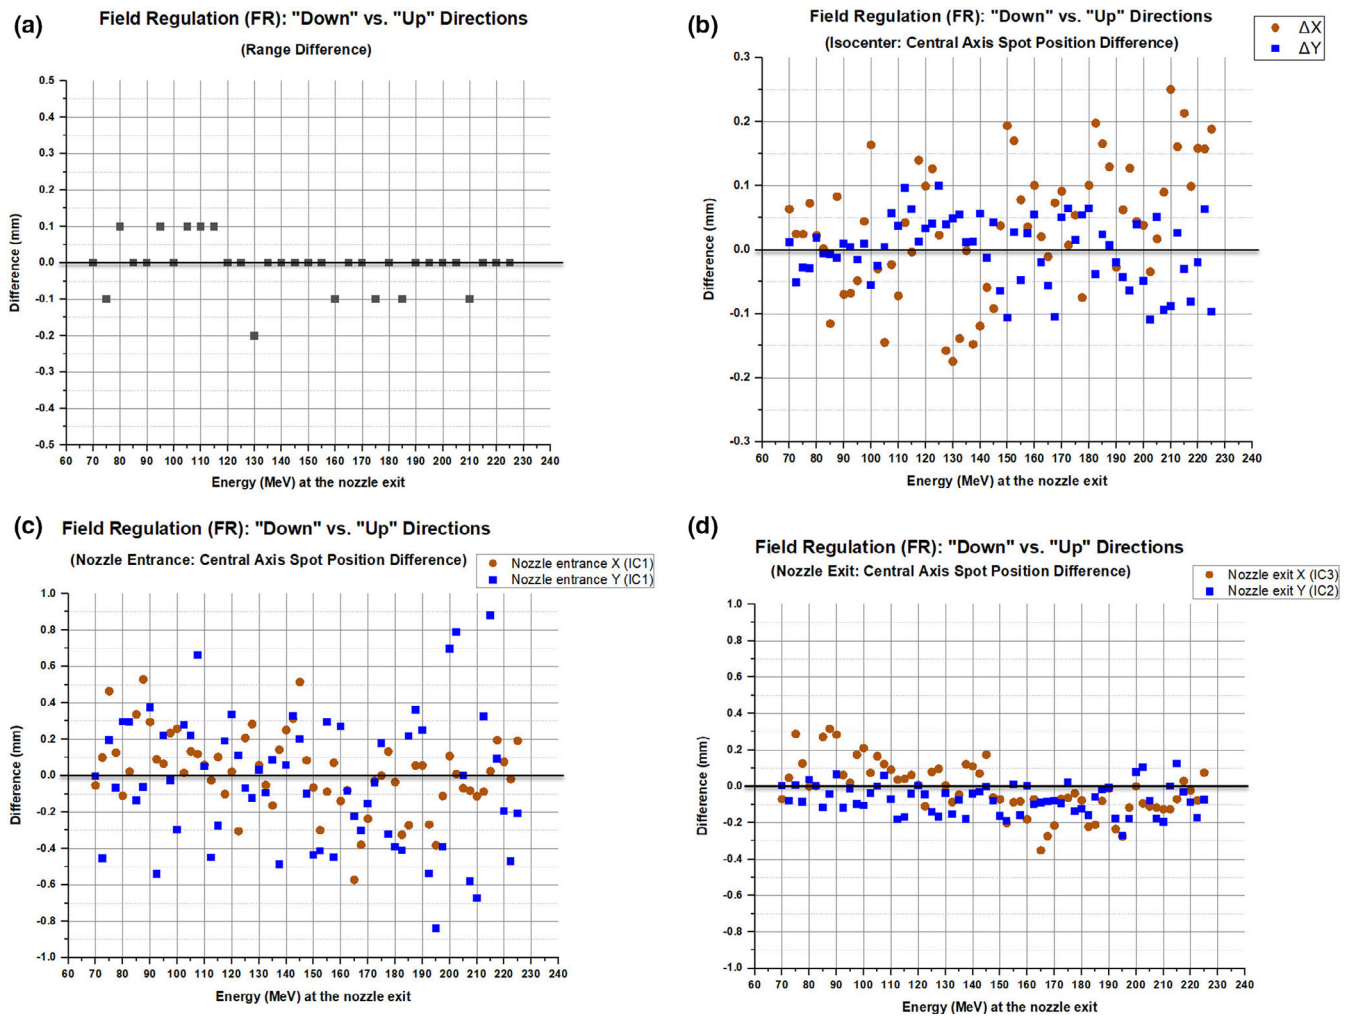 (a)
Field Regulation (FR): "Down" vs. "Up" Directions
(Range Difference)
0.5
0.4
0.3
0.2
0.1
0.0
-0.1
-0.2
-0.3
-0.4
-0.5
Difference (mm)
60 70 80 90 100 110 120 130 140 150 160 170 180 190 200 210 220 230 240
Energy (MeV) at the nozzle exit
(b)
Field Regulation (FR): "Down" vs. "Up" Directions
(Isocenter: Central Axis Spot Position Difference)
ΔX
ΔY
0.3
0.2
0.1
0.0
-0.1
-0.2
-0.3
Difference (mm)
60 70 80 90 100 110 120 130 140 150 160 170 180 190 200 210 220 230 240
Energy (MeV) at the nozzle exit
(c)
Field Regulation (FR): "Down" vs. "Up" Directions
(Nozzle Entrance: Central Axis Spot Position Difference)
Nozzle entrance X (IC1)
Nozzle entrance Y (IC1)
1.0
0.8
0.6
0.4
0.2
0.0
-0.2
-0.4
-0.6
-0.8
-1.0
Difference (mm)
60 70 80 90 100 110 120 130 140 150 160 170 180 190 200 210 220 230 240
Energy (MeV) at the nozzle exit
(d)
Field Regulation (FR): "Down" vs. "Up" Directions
(Nozzle Exit: Central Axis Spot Position Difference)
Nozzle exit X (IC3)
Nozzle exit Y (IC2)
1.0
0.8
0.6
0.4
0.2
0.0
-0.2
-0.4
-0.6
-0.8
-1.0
Difference (mm)
60 70 80 90 100 110 120 130 140 150 160 170 180 190 200 210 220 230 240
Energy (MeV) at the nozzle exit